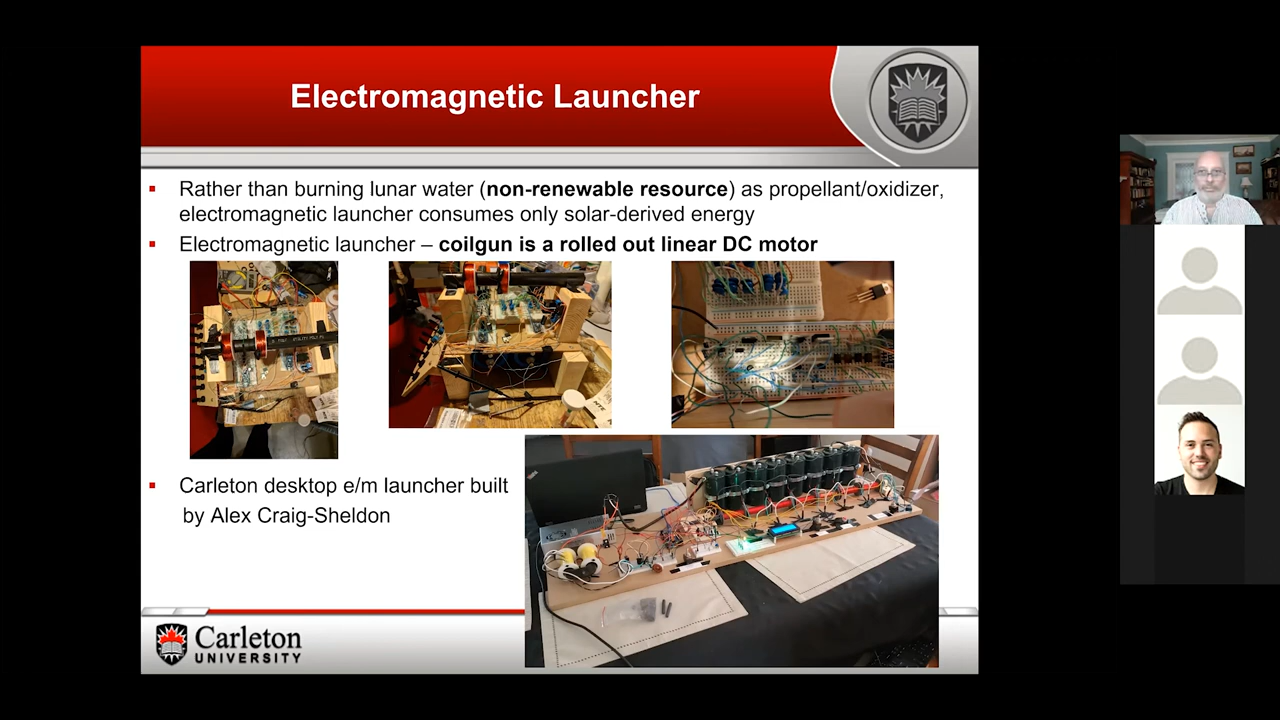 Electromagnetic Launcher
▪ Rather than burning lunar water (non-renewable resource) as propellant/oxidizer,
electromagnetic launcher consumes only solar-derived energy
▪ Electromagnetic launcher – coilgun is a rolled out linear DC motor
▪ Carleton desktop e/m launcher built
by Alex Craig-Sheldon
Carleton
UNIVERSITY